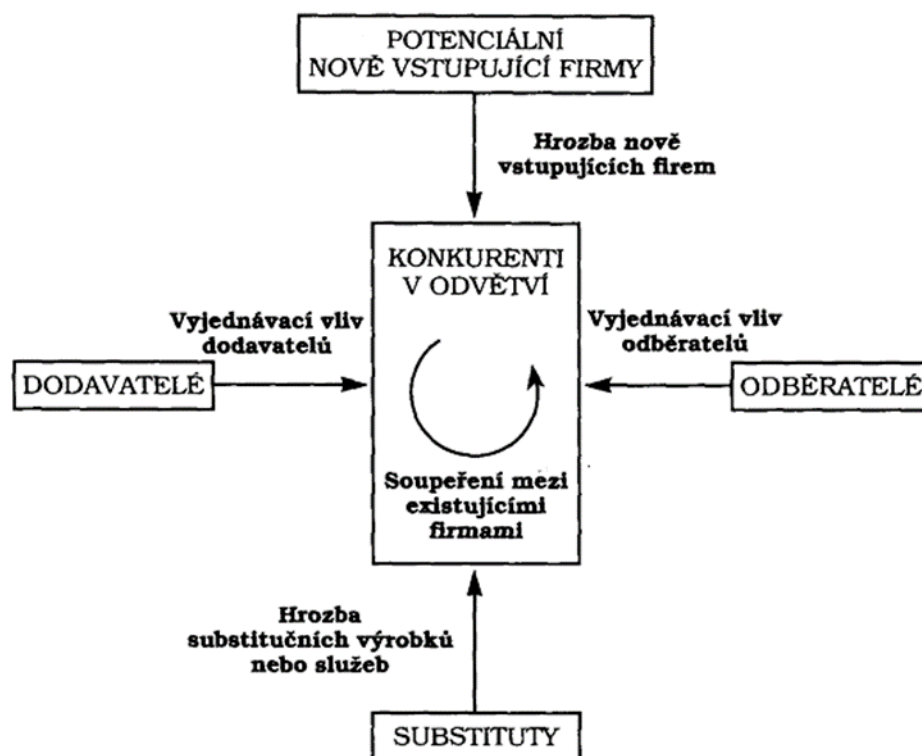 POTENCIÁLNÍ
NOVĚ VSTUPUJÍCÍ FIRMY
Hrozba nově
vstupujících firem
KONKURENTI
V ODVĚTVÍ
Vyjednávací vliv
dodavatelů
Vyjednávací vliv
odběratelů
DODAVATELÉ
ODBĚRATELÉ
Soupeření mezi
existujícími
firmami
Hrozba
substitučních výrobků
nebo služeb
SUBSTITUTY